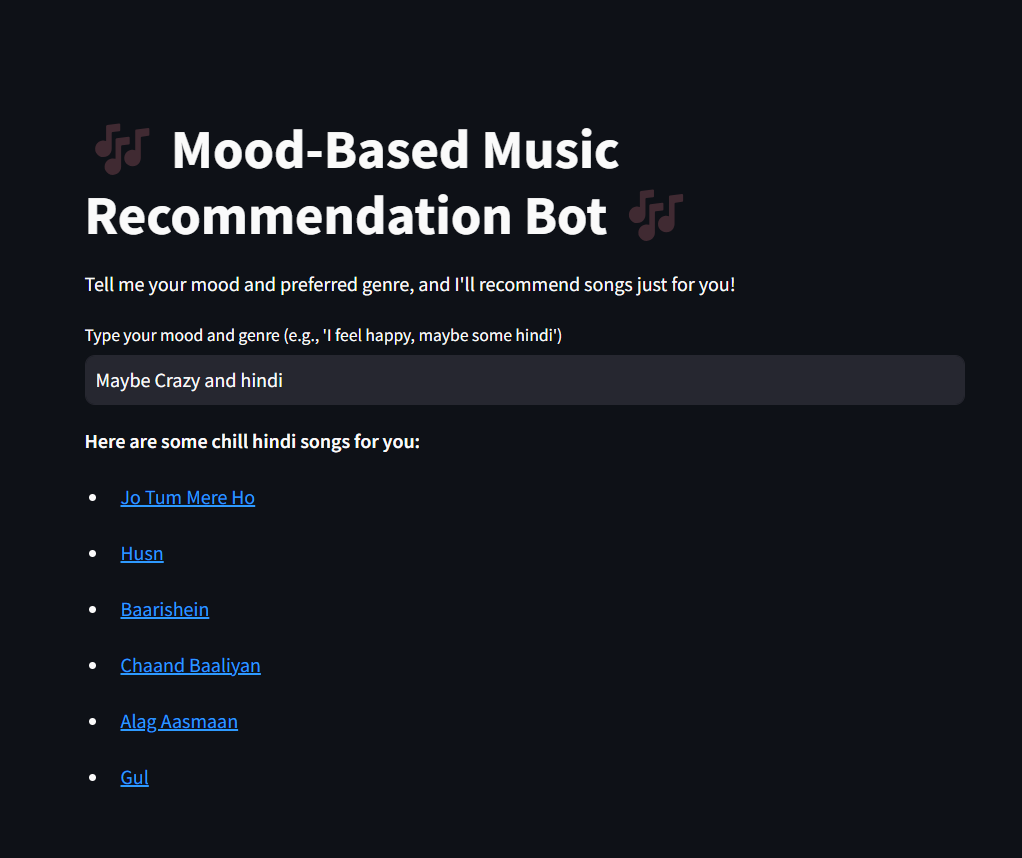 🎶 Mood-Based Music
Recommendation Bot 🎶
Tell me your mood and preferred genre, and I'll recommend songs just for you!
Type your mood and genre (e.g., 'I feel happy, maybe some hindi')
Maybe Crazy and hindi
Here are some chill hindi songs for you:
• Jo Tum Mere Ho
• Husn
• Baarishein
• Chaand Baaliyan
• Alag Aasmaan
• Gul